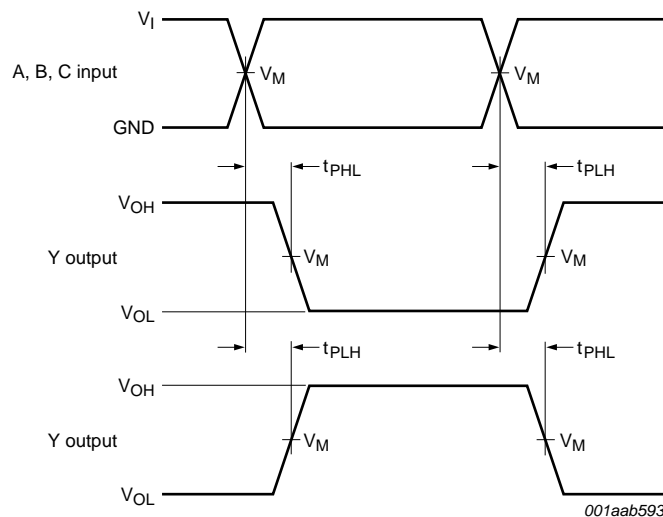 VI
A, B, C input
VM
VM
GND
tPHL
tPLH
VOH
Y output
VM
VM
VOL
tPLH
tPHL
VOH
Y output
VM
VM
VOL
001aab593